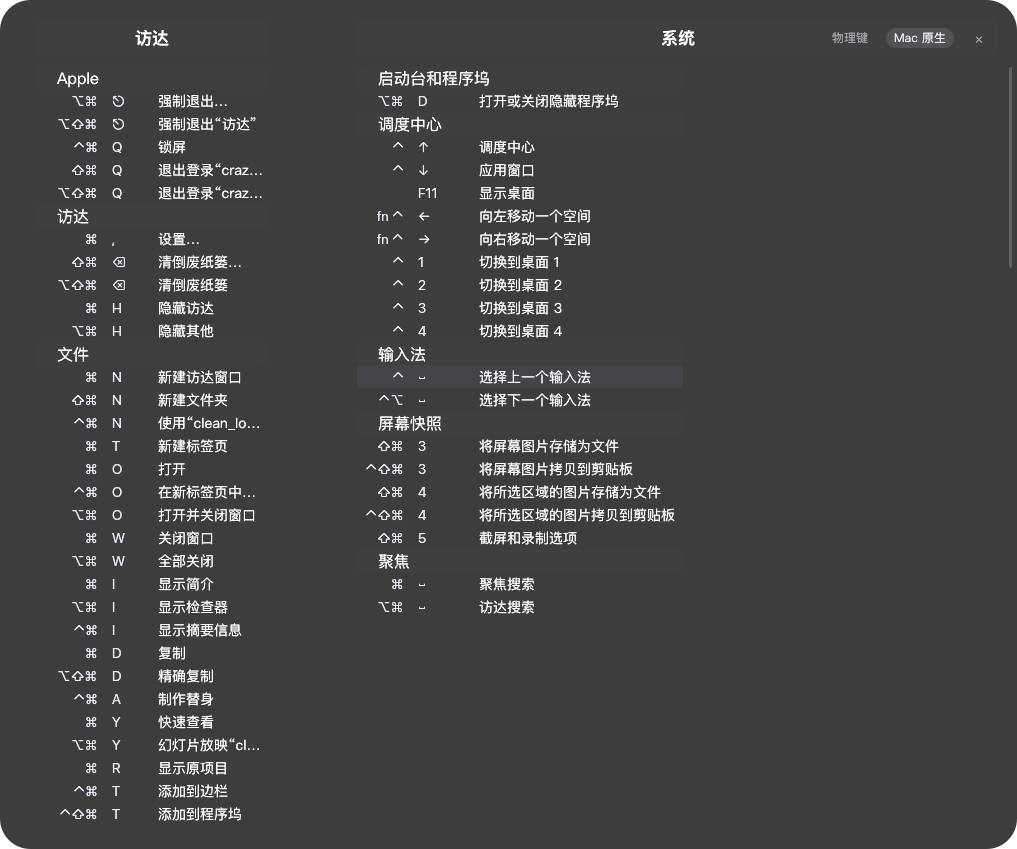 访达
系统
物理键 Mac 原生 ×
Apple
⌥⌘ ⎋ 强制退出...
⌥⇧⌘ ⎋ 强制退出“访达”
^⌘ Q 锁屏
⇧⌘ Q 退出登录“craz...
⌥⇧⌘ Q 退出登录“craz...
访达
⌘ , 设置...
⇧⌘ ⌫ 清倒废纸篓...
⌥⇧⌘ ⌫ 清倒废纸篓
⌘ H 隐藏访达
⌥⌘ H 隐藏其他
文件
⌘ N 新建访达窗口
⇧⌘ N 新建文件夹
^⌘ N 使用“clean_lo...
⌘ T 新建标签页
⌘ O 打开
^⌘ O 在新标签页中...
⌥⌘ O 打开并关闭窗口
⌘ W 关闭窗口
⌥⌘ W 全部关闭
⌘ I 显示简介
⌥⌘ I 显示检查器
^⌘ I 显示摘要信息
⌘ D 复制
⌥⇧⌘ D 精确复制
^⌘ A 制作替身
⌘ Y 快速查看
⌥⌘ Y 幻灯片放映“cl...
⌘ R 显示原项目
^⌘ T 添加到边栏
^⇧⌘ T 添加到程序坞
启动台和程序坞
⌥⌘ D 打开或关闭隐藏程序坞
调度中心
^ ↑ 调度中心
^ ↓ 应用窗口
F11 显示桌面
fn ^ ← 向左移动一个空间
fn ^ → 向右移动一个空间
^ 1 切换到桌面 1
^ 2 切换到桌面 2
^ 3 切换到桌面 3
^ 4 切换到桌面 4
输入法
^ ⎵ 选择上一个输入法
^⌥ ⎵ 选择下一个输入法
屏幕快照
⇧⌘ 3 将屏幕图片存储为文件
^⇧⌘ 3 将屏幕图片拷贝到剪贴板
⇧⌘ 4 将所选区域的图片存储为文件
^⇧⌘ 4 将所选区域的图片拷贝到剪贴板
⇧⌘ 5 截屏和录制选项
聚焦
⌘ ⎵ 聚焦搜索
⌥⌘ ⎵ 访达搜索